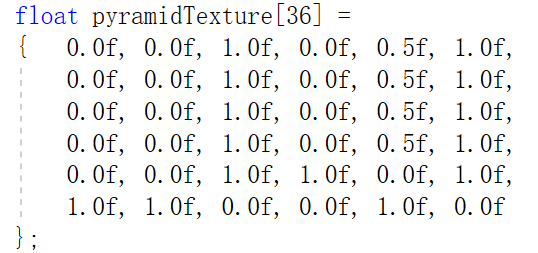 float pyramidTexture[36] =
{ 0.0f, 0.0f, 1.0f, 0.0f, 0.5f, 1.0f,
0.0f, 0.0f, 1.0f, 0.0f, 0.5f, 1.0f,
0.0f, 0.0f, 1.0f, 0.0f, 0.5f, 1.0f,
0.0f, 0.0f, 1.0f, 0.0f, 0.5f, 1.0f,
0.0f, 0.0f, 1.0f, 1.0f, 0.0f, 1.0f,
1.0f, 1.0f, 0.0f, 0.0f, 1.0f, 0.0f
};